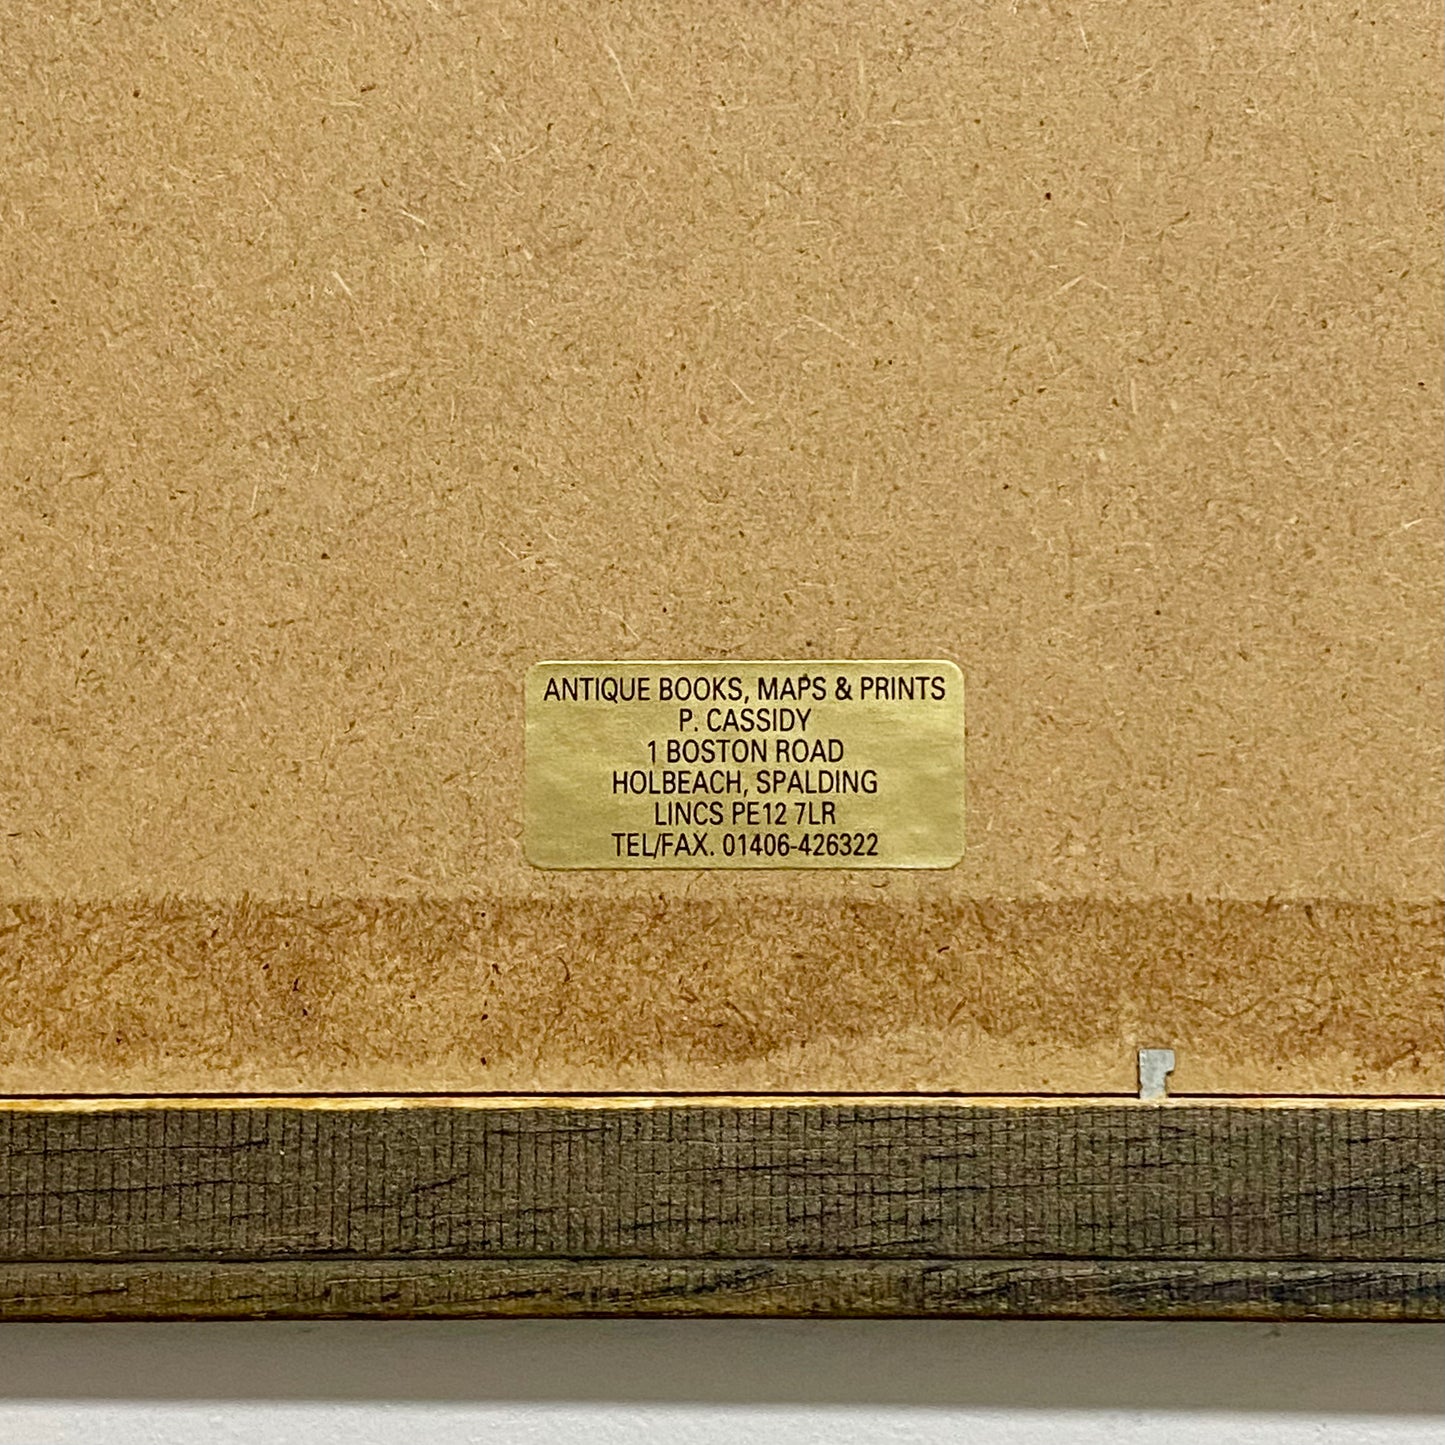 ANTIQUE BOOKS, MAPS & PRINTS
P. CASSIDY
1 BOSTON ROAD
HOLBEACH, SPALDING
LINCS PE12 7LR
TEL/FAX. 01406-426322